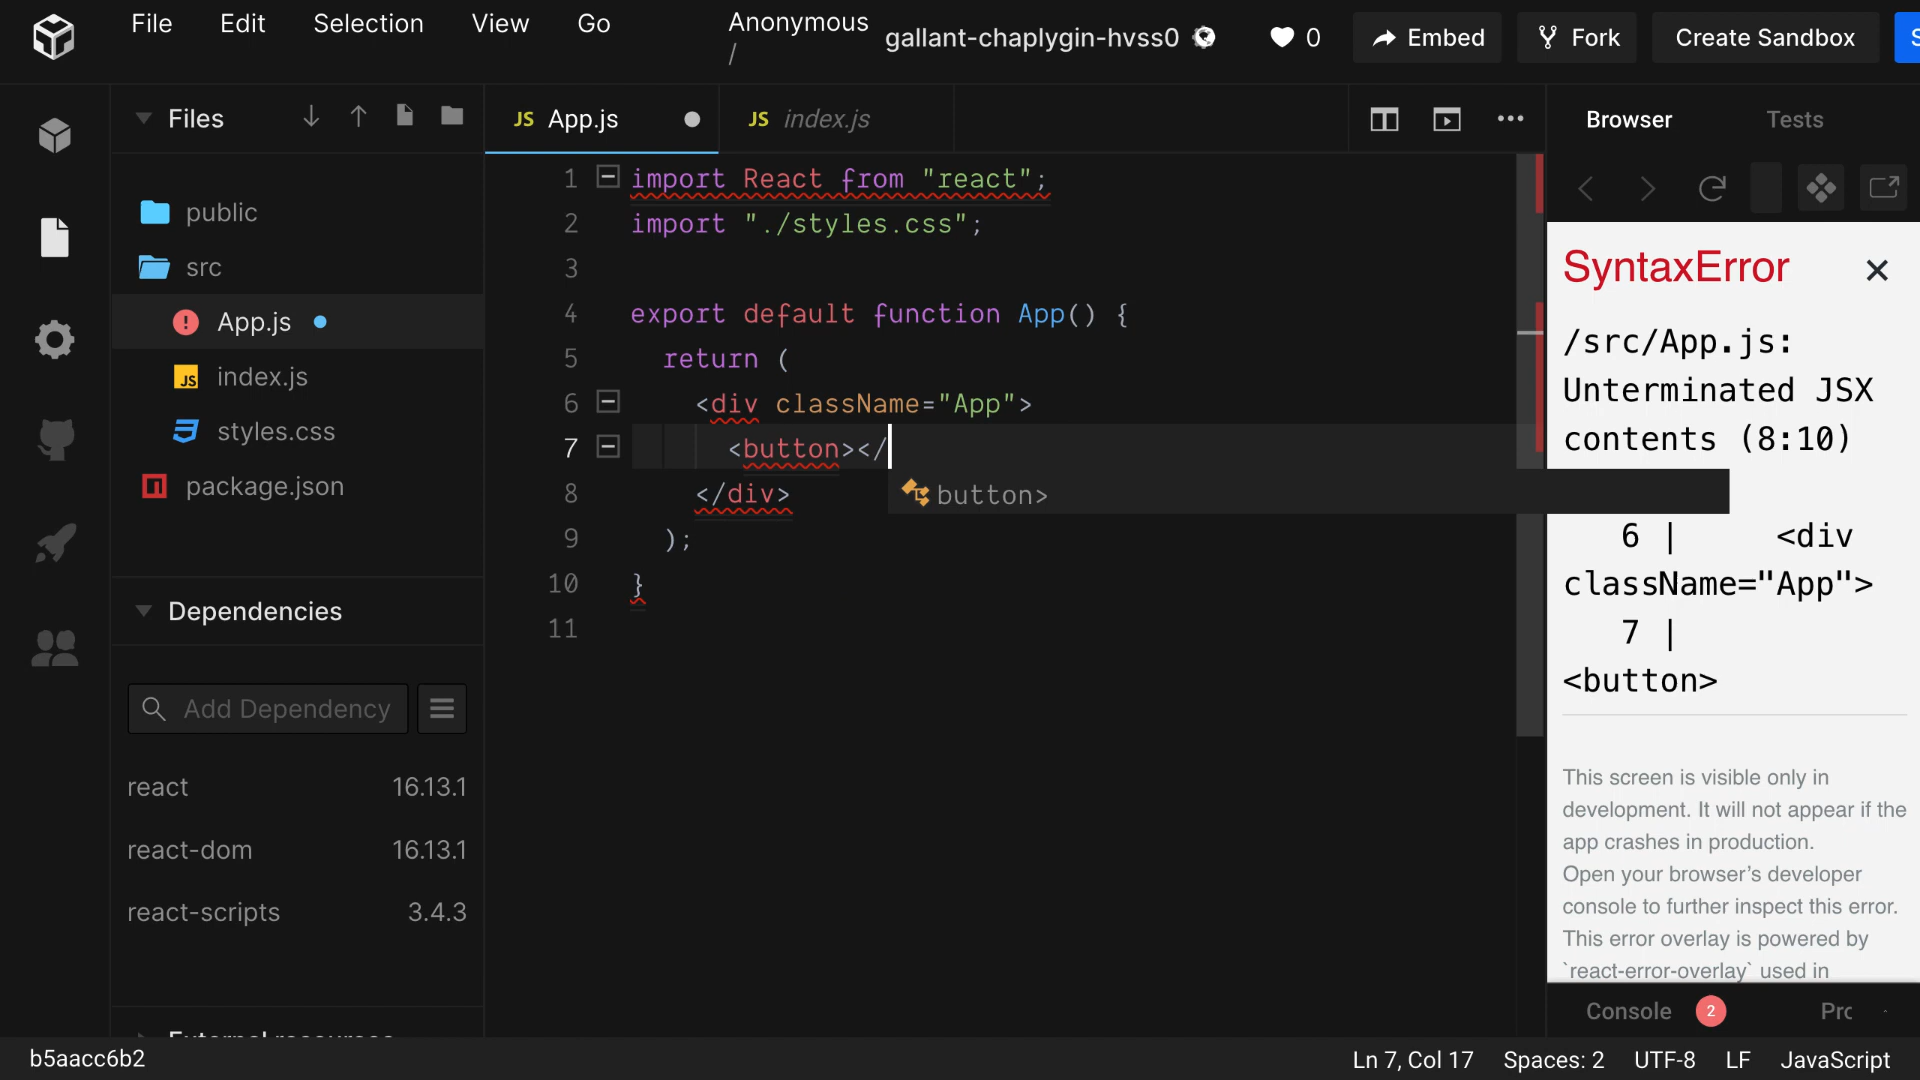 File Edit Selection View Go
Anonymous / gallant-chaplygin-hvss0 0 Embed Fork Create Sandbox
Files
public
src
App.js
index.js
styles.css
package.json
Dependencies
Add Dependency
react 16.13.1
react-dom 16.13.1
react-scripts 3.4.3
JS App.js JS index.js
1 import React from "react";
2 import "./styles.css";
3
4 export default function App() {
5 return (
6 <div className="App">
7 <button></
button>
8 </div>
9 );
10 }
11
Browser Tests
SyntaxError
/src/App.js:
Unterminated JSX
contents (8:10)
6 | <div
className="App">
7 |
<button>
This screen is visible only in
development. It will not appear if the
app crashes in production.
Open your browser’s developer
console to further inspect this error.
This error overlay is powered by
`react-error-overlay` used in
Console 2
b5aacc6b2 Ln 7, Col 17 Spaces: 2 UTF-8 LF JavaScript